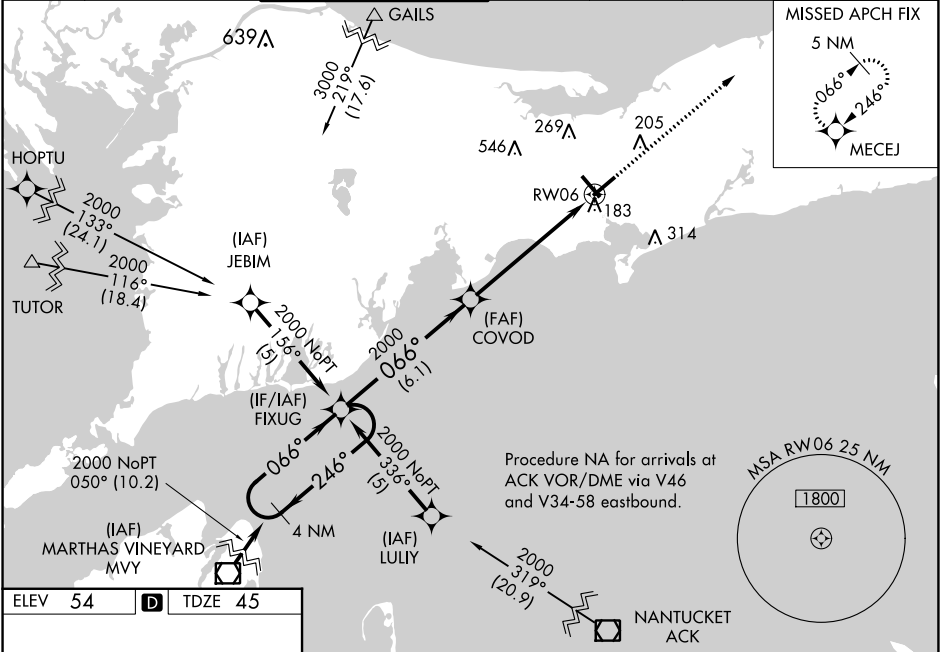 GAILS
639
3000
219°
(17.6)
MISSED APCH FIX
5 NM
066°
246°
MECEJ
269
205
546
HOPTU
2000
133°
(24.1)
RW06
183
314
2000
116°
(18.4)
TUTOR
(IAF)
JEBIM
2000 NoPT
156°
(5)
2000
066°
(6.1)
(FAF)
COVOD
(IF/IAF)
FIXUG
066°
246°
4 NM
2000 NoPT
336°
(5)
2000 NoPT
050° (10.2)
(IAF)
MARTHAS VINEYARD
MVY
(IAF)
LULIY
Procedure NA for arrivals at
ACK VOR/DME via V46
and V34-58 eastbound.
MSA RW06 25 NM
1800
2000
319°
(20.9)
NANTUCKET
ACK
ELEV 54 D TDZE 45